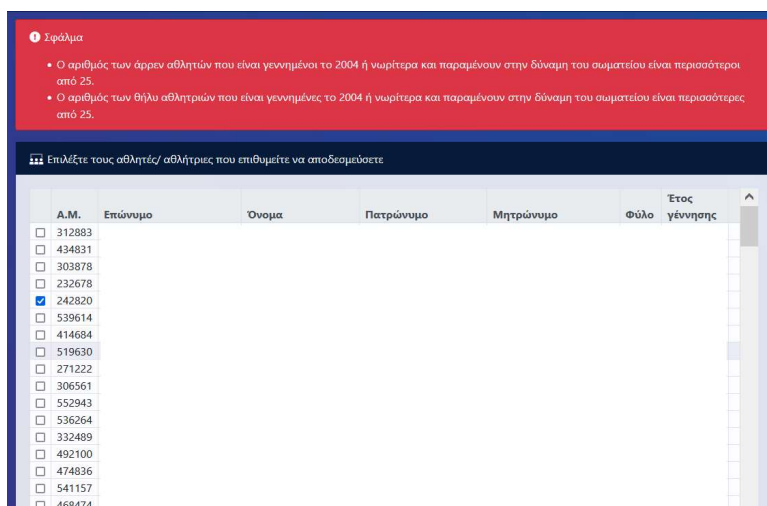 Σφάλμα
Ο αριθμός των άρρεν αθλητών που είναι γεννημένοι το 2004 ή νωρίτερα και παραμένουν στην δύναμη του σωματείου είναι περισσότεροι
από 25.
Ο αριθμός των θήλυ αθλητριών που είναι γεννημένες το 2004 ή νωρίτερα και παραμένουν στην δύναμη του σωματείου είναι περισσότερες
από 25.
Επιλέξτε τους αθλητές/ αθλήτριες που επιθυμείτε να αποδεσμεύσετε
Α.Μ. Επώνυμο Όνομα Πατρώνυμο Μητρώνυμο Φύλο Έτος γέννησης
312883
434831
303878
232678
242820
539614
414684
519630
271222
306561
552943
536264
332489
492100
474836
541157
468474